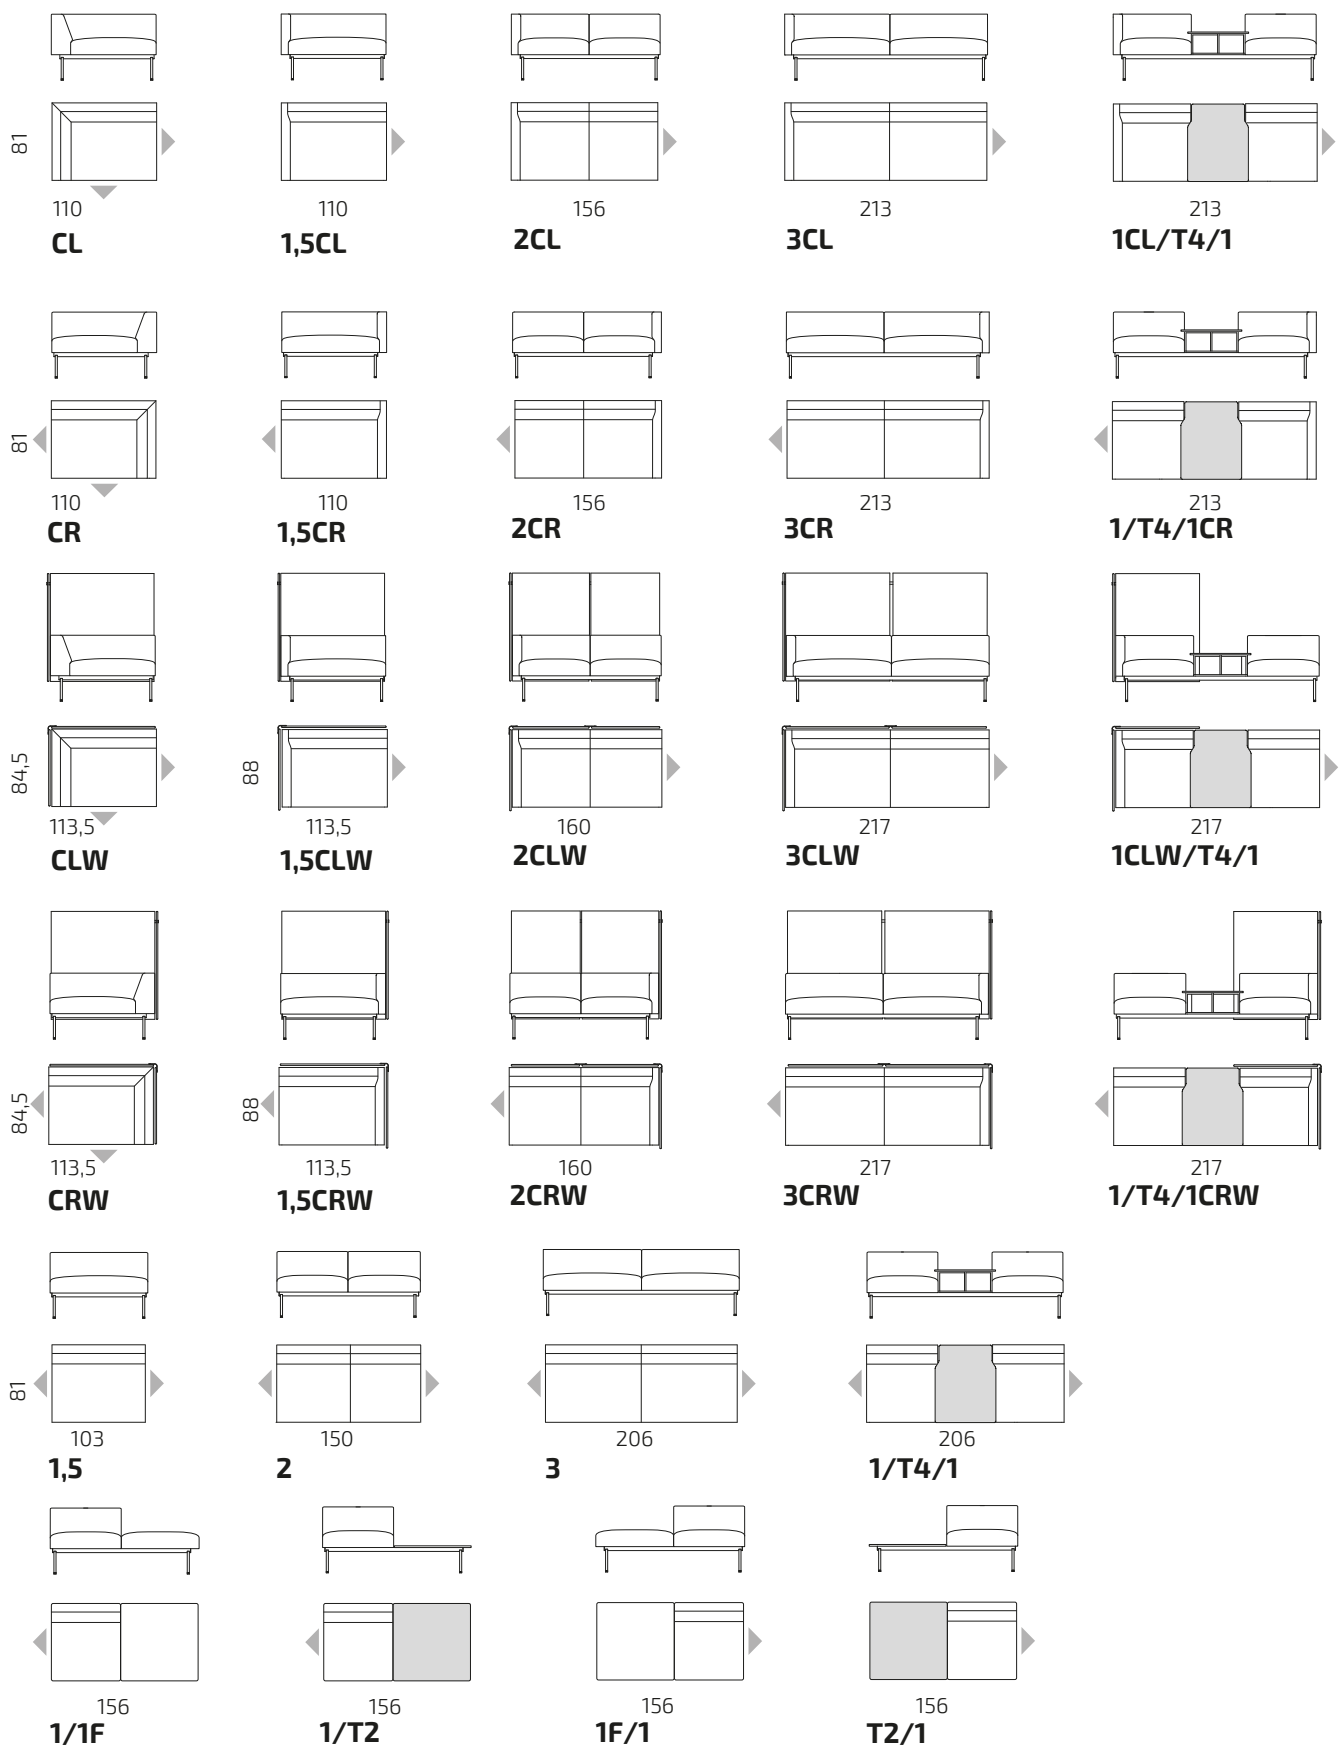 81
110 110 156 213 213
CL 1,5CL 2CL 3CL 1CL/T4/1
81
110 110 156 213 213
CR 1,5CR 2CR 3CR 1/T4/1CR
84,5 88
113,5 113,5 160 217 217
CLW 1,5CLW 2CLW 3CLW 1CLW/T4/1
84,5 88
113,5 113,5 160 217 217
CRW 1,5CRW 2CRW 3CRW 1/T4/1CRW
81
103 150 206 206
1,5 2 3 1/T4/1
156 156 156 156
1/1F 1/T2 1F/1 T2/1